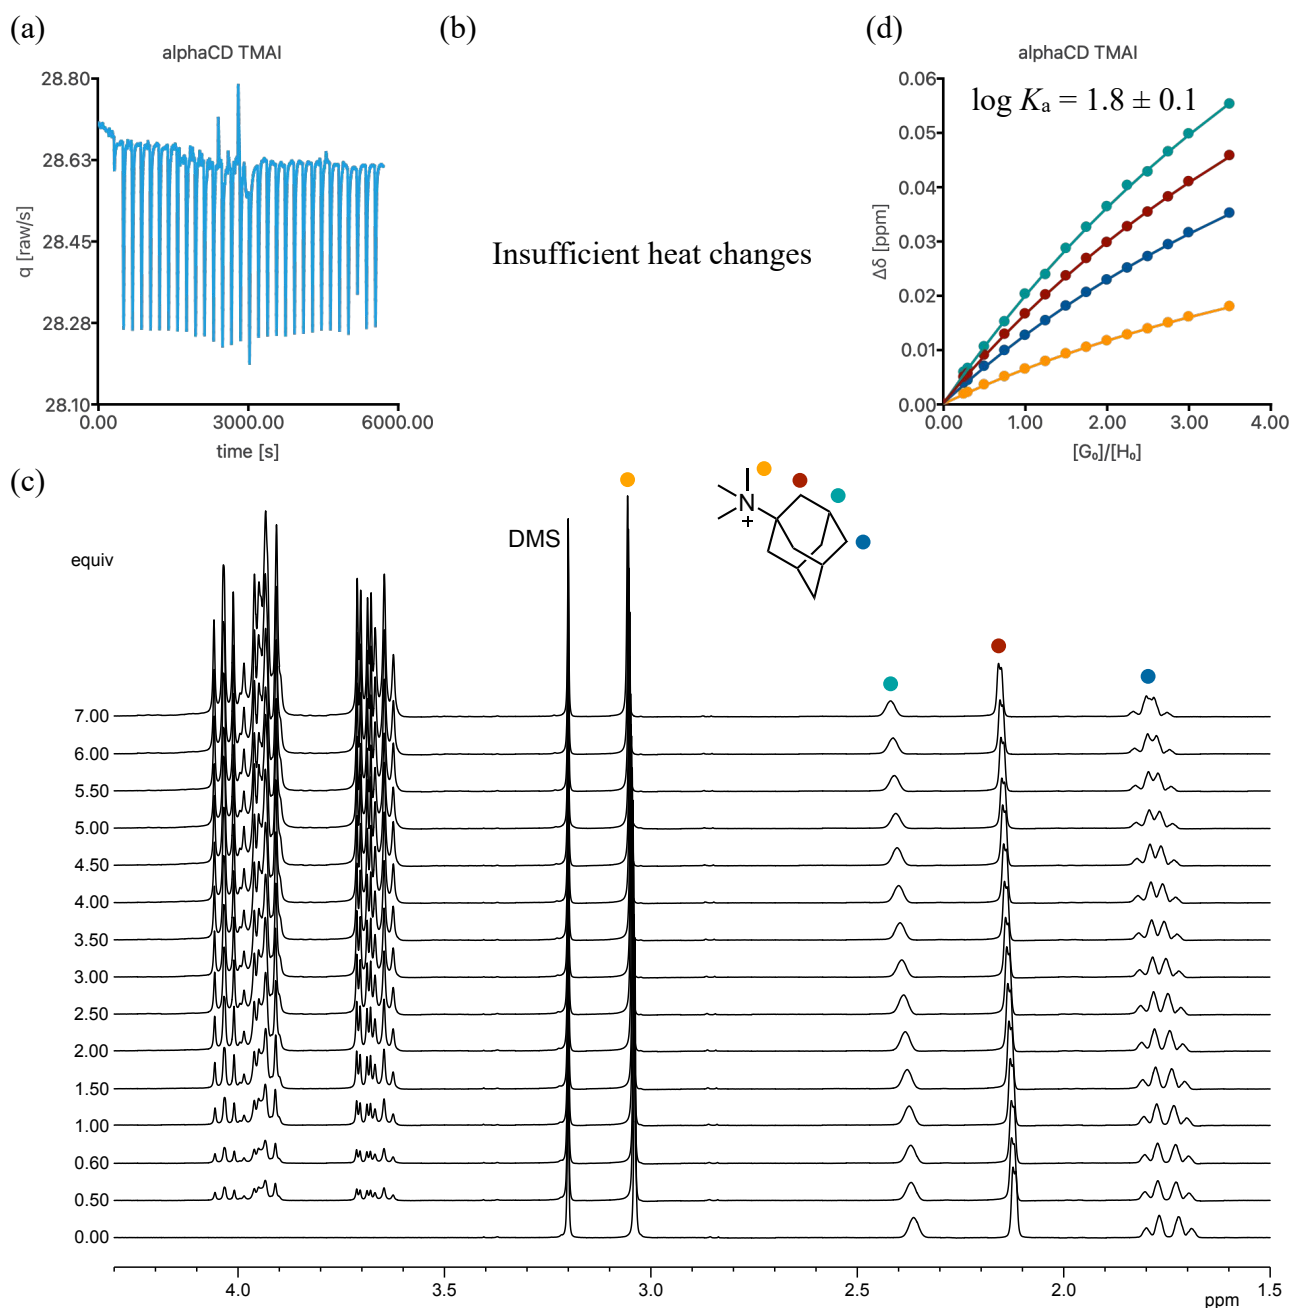 (a)
alphaCD TMAI
28.80
28.63
28.45
28.28
28.10
q [raw/s]
0.00 3000.00 6000.00
time [s]
(b)
Insufficient heat changes
(d)
alphaCD TMAI
log Ka = 1.8 ± 0.1
0.06
0.05
0.04
0.03
0.02
0.01
0.00
Δδ [ppm]
0.00 1.00 2.00 3.00 4.00
[G₀]/[H₀]
(c)
equiv
DMS
N
+
7.00
6.00
5.50
5.00
4.50
4.00
3.50
3.00
2.50
2.00
1.50
1.00
0.60
0.50
0.00
4.0 3.5 3.0 2.5 2.0 1.5
ppm